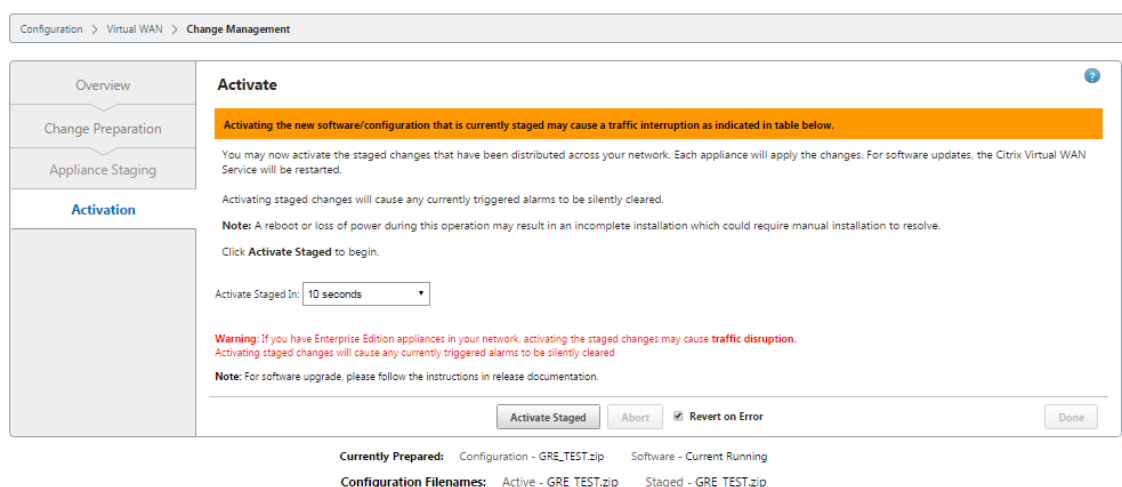 Configuration > Virtual WAN > Change Management
Overview
Change Preparation
Appliance Staging
Activation
Activate
?
Activating the new software/configuration that is currently staged may cause a traffic interruption as indicated in table below.
You may now activate the staged changes that have been distributed across your network. Each appliance will apply the changes. For software updates, the Citrix Virtual WAN
Service will be restarted.
Activating staged changes will cause any currently triggered alarms to be silently cleared.
Note: A reboot or loss of power during this operation may result in an incomplete installation which could require manual installation to resolve.
Click Activate Staged to begin.
Activate Staged In: 10 seconds
Warning: If you have Enterprise Edition appliances in your network, activating the staged changes may cause traffic disruption.
Activating staged changes will cause any currently triggered alarms to be silently cleared
Note: For software upgrade, please follow the instructions in release documentation.
Activate Staged Abort Revert on Error Done
Currently Prepared: Configuration - GRE_TEST.zip Software - Current Running
Configuration Filenames: Active - GRE_TEST.zip Staged - GRE_TEST.zip